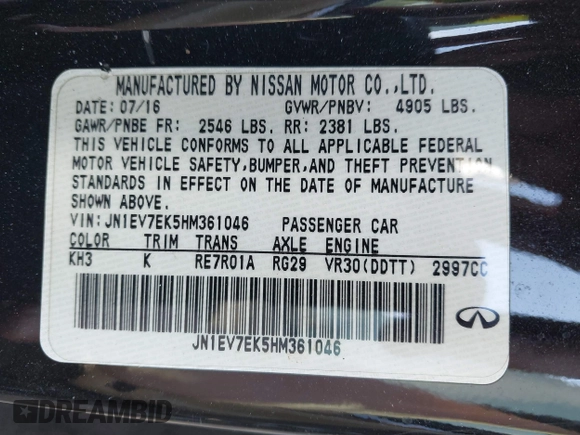 MANUFACTURED BY NISSAN MOTOR CO.,LTD.
DATE: 07/16 GVWR/PNBV: 4905 LBS.
GAWR/PNBE FR: 2546 LBS. RR: 2381 LBS.
THIS VEHICLE CONFORMS TO ALL APPLICABLE FEDERAL
MOTOR VEHICLE SAFETY,BUMPER,AND THEFT PREVENTION
STANDARDS IN EFFECT ON THE DATE OF MANUFACTURE
SHOWN ABOVE.
VIN:JN1EV7EK5HM361046 PASSENGER CAR
COLOR TRIM TRANS AXLE ENGINE
KH3 K RE7R01A RG29 VR30(DDTT) 2997CC
JN1EV7EK5HM361046
DREAMBID